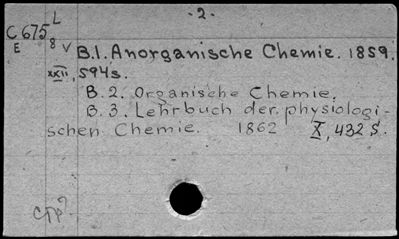 - 2. -
C 675 L
E 8 v
B.1. Anorganische Chemie. 1859.
XXII, 594 s.
B. 2. Organische Chemie.
B. 3. Lehrbuch der physiologi-
schen Chemie. 1862 X, 432 S.